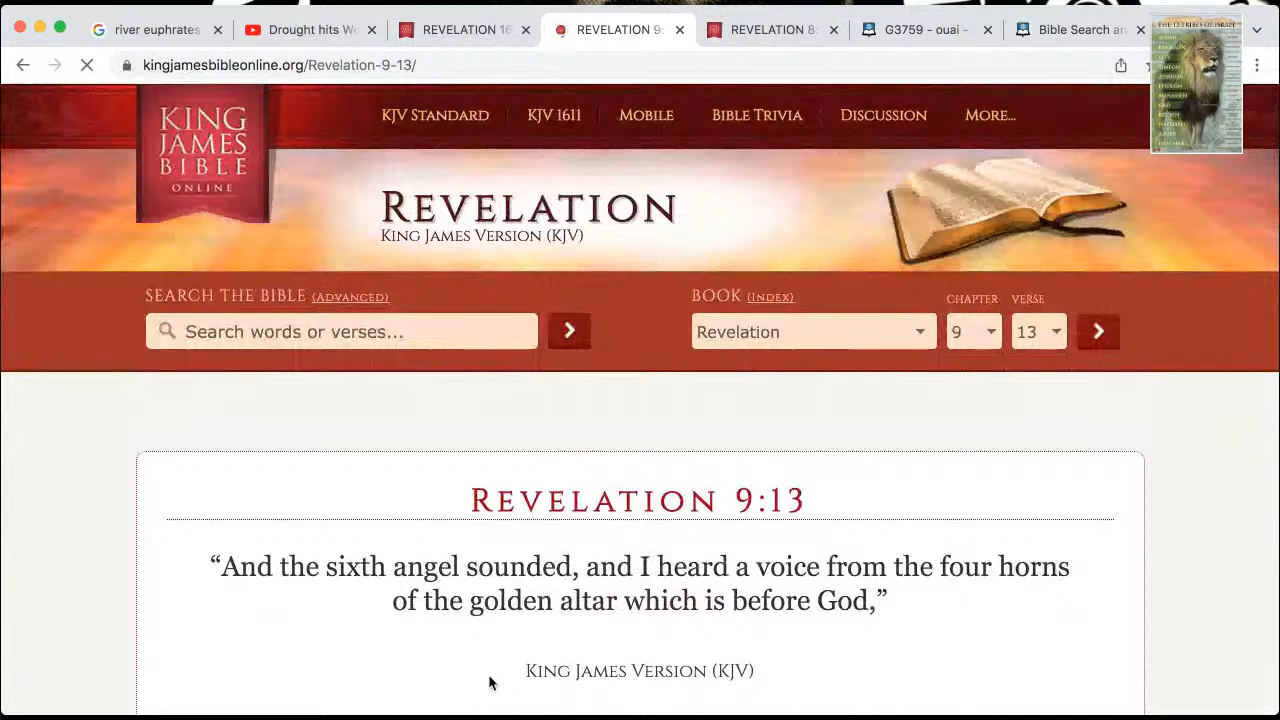 river euphrates
Drought hits We
REVELATION
REVELATION 9:
REVELATION 8:
G3759 - ouai -
Bible Search an
kingjamesbibleonline.org/Revelation-9-13/
THE 12 TRIBES OF ISRAEL
KING
JAMES
BIBLE
ONLINE
KJV STANDARD
KJV 1611
MOBILE
BIBLE TRIVIA
DISCUSSION
MORE...
REVELATION
KING JAMES VERSION (KJV)
SEARCH THE BIBLE (ADVANCED)
BOOK (INDEX)
CHAPTER
VERSE
Search words or verses...
Revelation
9
13
REVELATION 9:13
“And the sixth angel sounded, and I heard a voice from the four horns
of the golden altar which is before God,”
KING JAMES VERSION (KJV)